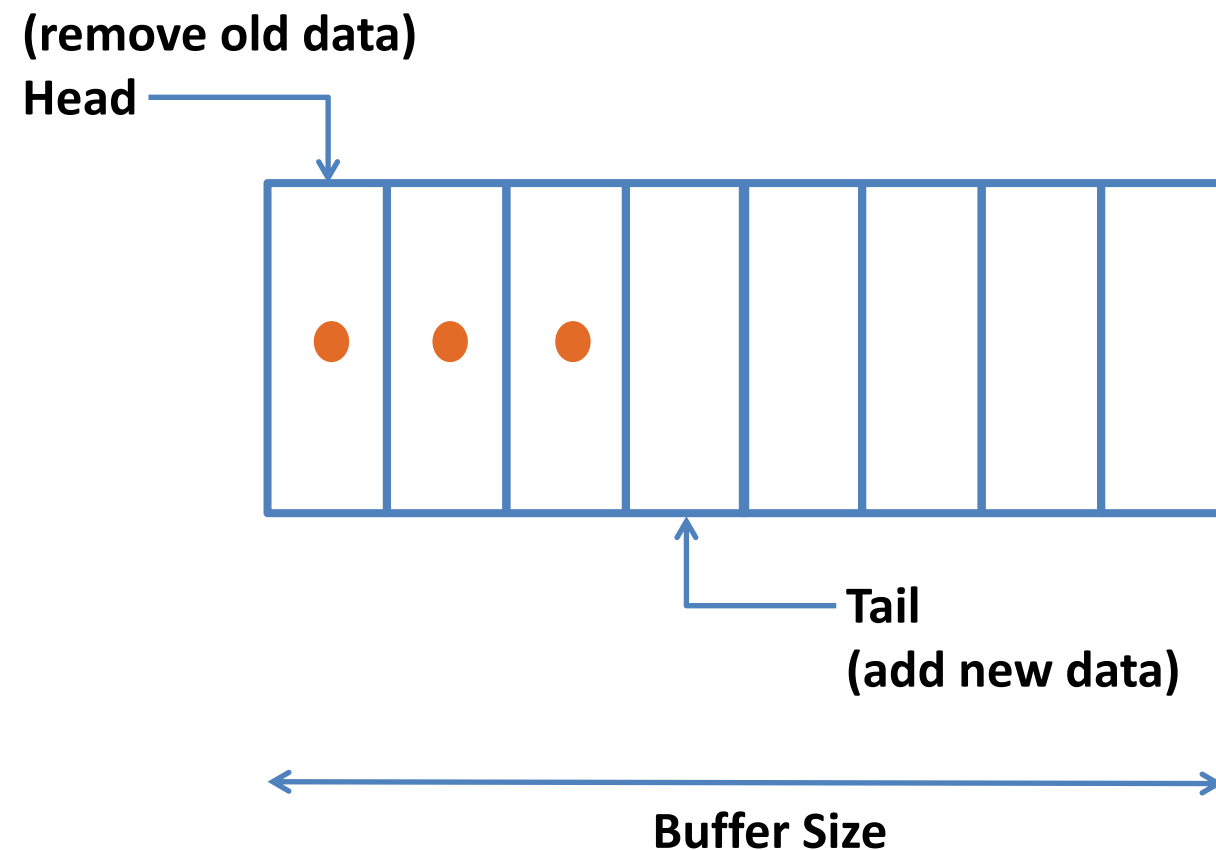 (remove old data)
Head
Tail
(add new data)
Buffer Size